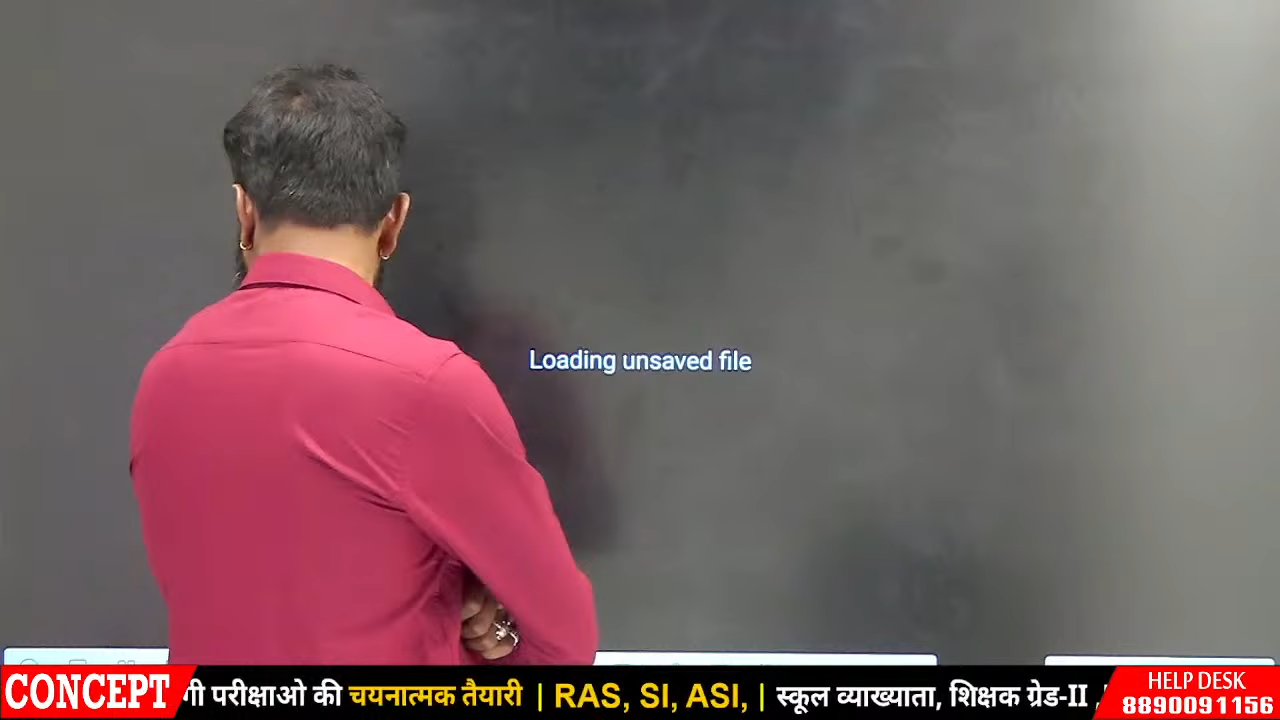 Loading unsaved file
CONCEPT
परीक्षाओ की चयनात्मक तैयारी | RAS, SI, ASI, | स्कूल व्याख्याता, शिक्षक ग्रेड-II ,
HELP DESK
8890091156